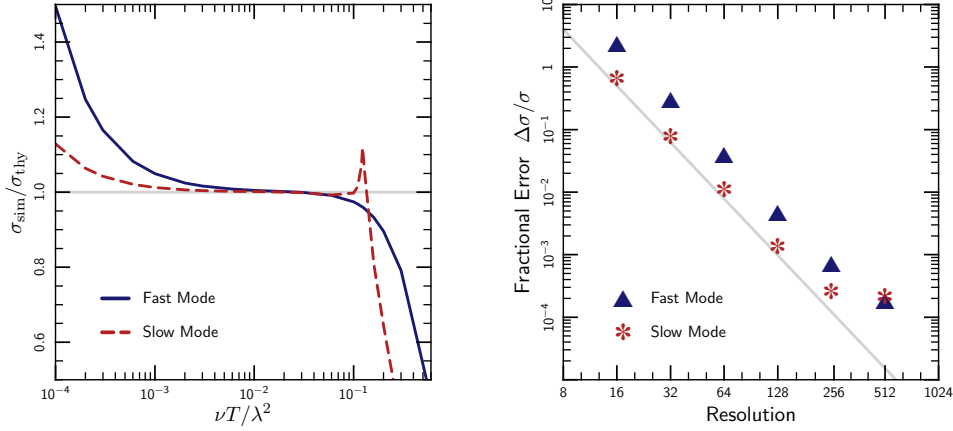 σsim/σthy
1.4
1.2
1.0
0.8
0.6
Fast Mode
Slow Mode
10⁻⁴
10⁻³
10⁻²
10⁻¹
νT/λ²
Fractional Error Δσ/σ
10
1
10⁻¹
10⁻²
10⁻³
10⁻⁴
Fast Mode
Slow Mode
8
16
32
64
128
256
512
1024
Resolution